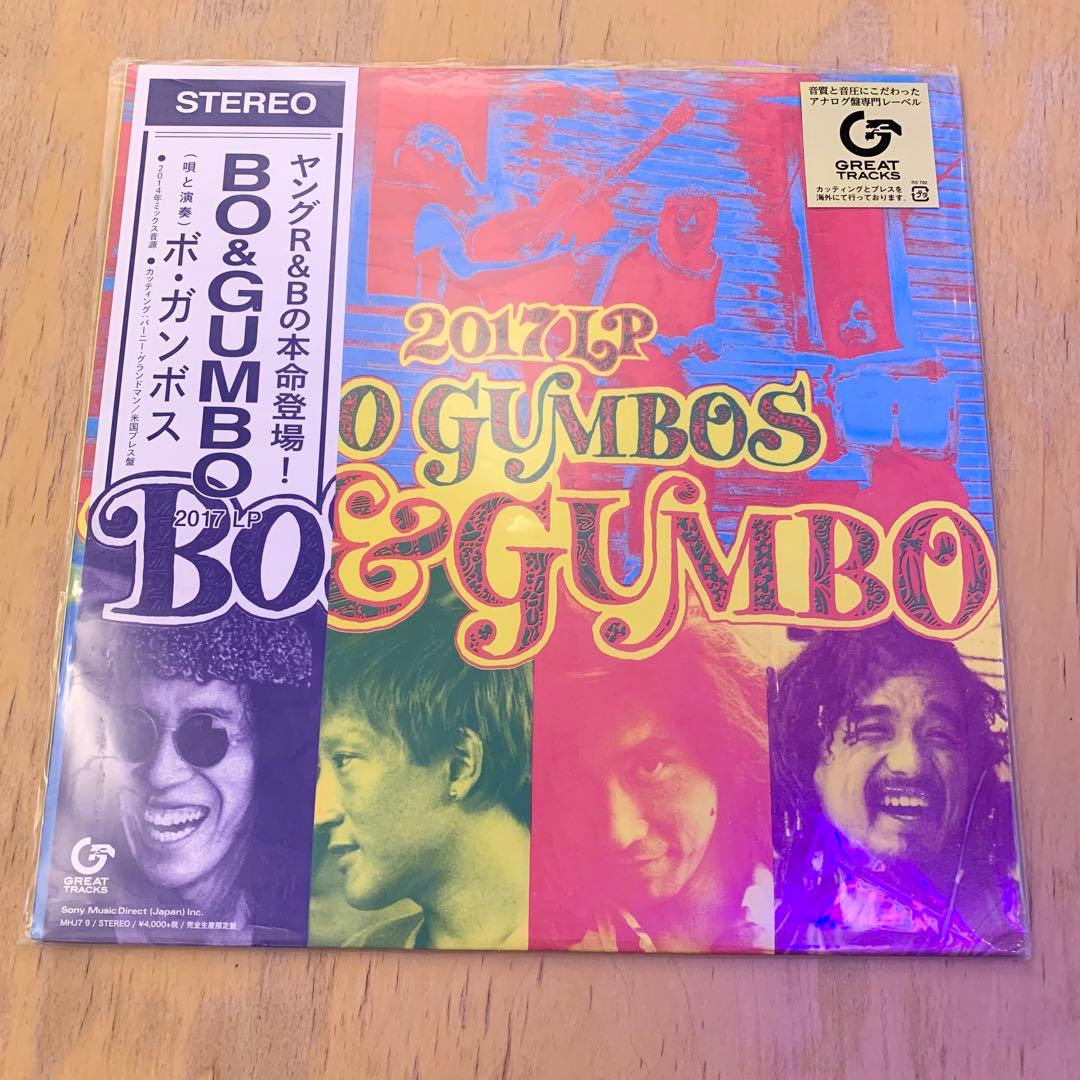 STEREO
ヤングR&Bの本命登場！
BO&GUMBO
2017 LP
(唄と演奏) ボ・ガンボス
●2014年ミックス音源 ●カッティング:バーニー・グランドマン/米国プレス盤
音質と音圧にこだわった
アナログ盤専門レーベル
GREAT
TRACKS
RS 792
カッティングとプレスを
海外にて行っております。
2017 LP
O GUMBOS
BO&GUMBO
GREAT
TRACKS
Sony Music Direct (Japan) Inc.
MHJ7 9 / STEREO / ¥4,000+税 / 完全生産限定盤